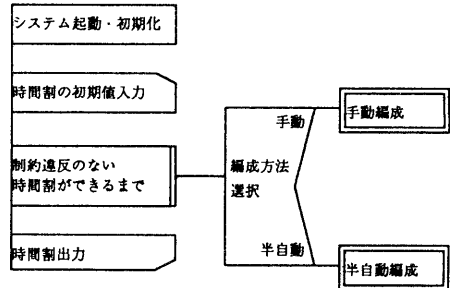 システム起動・初期化
時間割の初期値入力
制約違反のない
時間割ができるまで
時間割出力
編成方法
選択
手動
半自動
手動編成
半自動編成